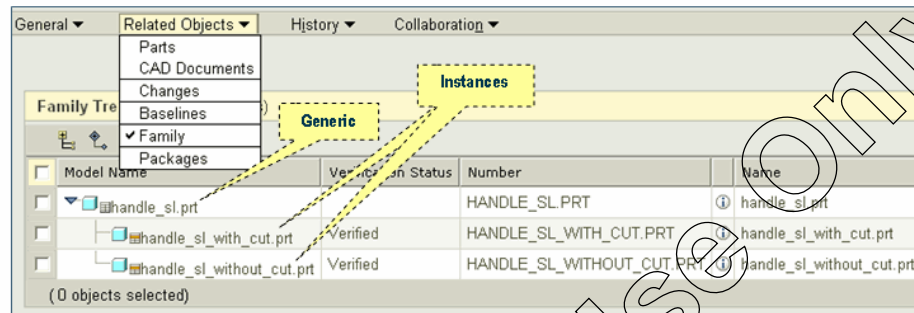 General ▼ Related Objects ▼ History ▼ Collaboration ▼
Parts
CAD Documents
Changes
Baselines
✔ Family
Packages
Instances
Generic
Family Tre )
Model Name Verification Status Number Name
handle_sl.prt HANDLE_SL.PRT handle_sl.prt
handle_sl_with_cut.prt Verified HANDLE_SL_WITH_CUT.PRT handle_sl_with_cut.prt
handle_sl_without_cut.prt Verified HANDLE_SL_WITHOUT_CUT.PRT handle_sl_without_cut.prt
(0 objects selected)
Use Only